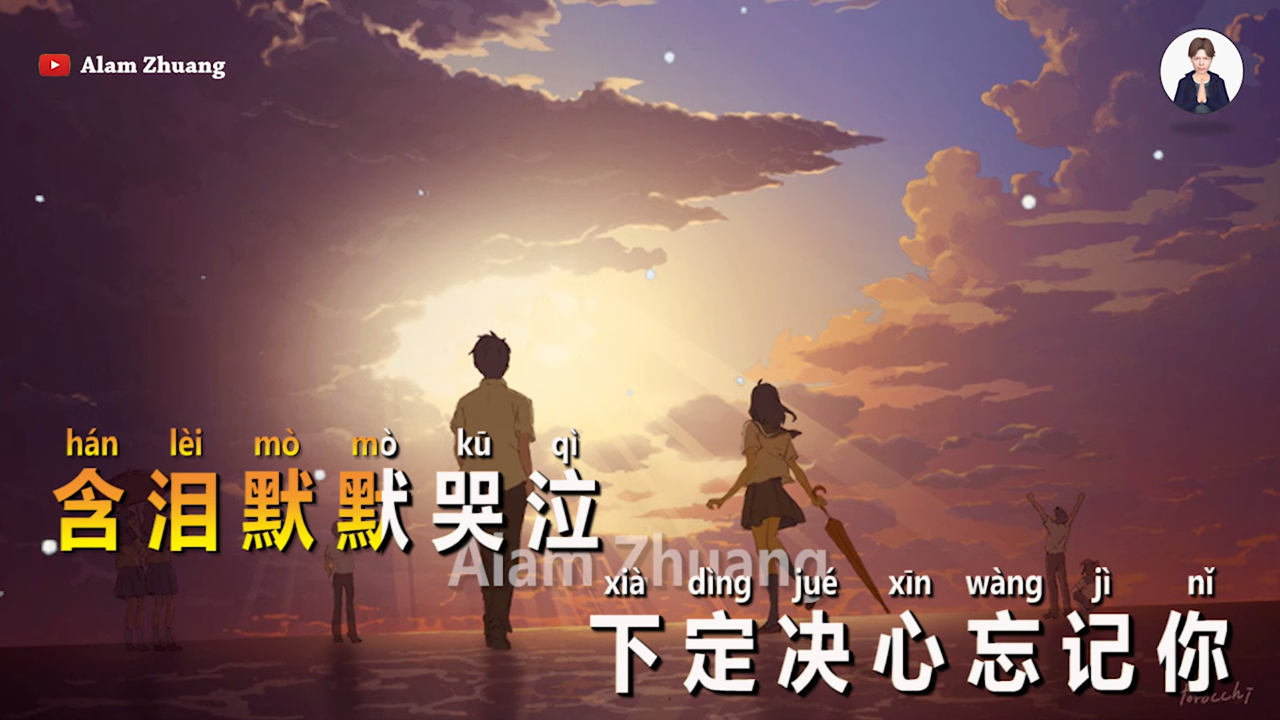 Alam Zhuang
hán lèi mò mò kū qì
含泪默默哭泣
Alam Zhuang
xià dìng jué xīn wàng jì nǐ
下定决心忘记你
torocchi